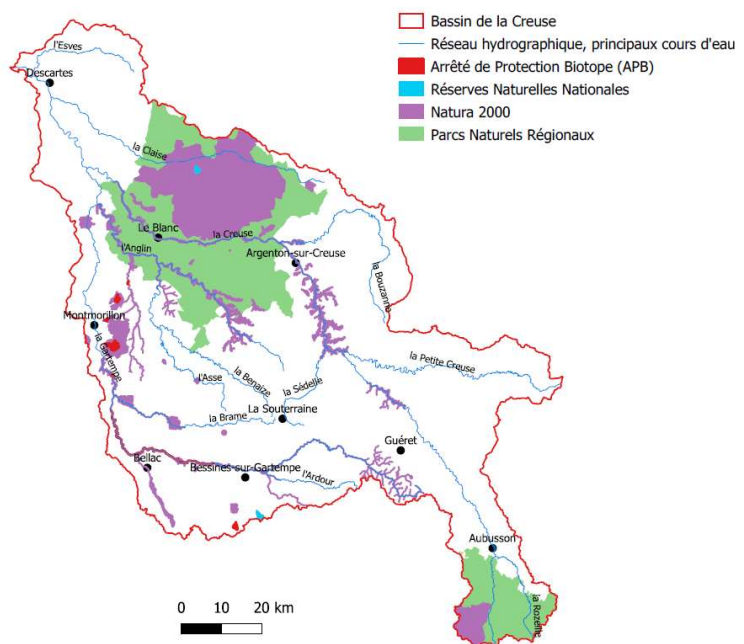 Bassin de la Creuse
Réseau hydrographique, principaux cours d'eau
Arrêté de Protection Biotope (APB)
Réserves Naturelles Nationales
Natura 2000
Parcs Naturels Régionaux
l'Esves
Descartes
la Claise
Le Blanc
la Creuse
l'Anglin
Argenton-sur-Creuse
la Bouzanne
Montmorillon
la Gartempe
la Petite Creuse
l'Asse
la Benaize
la Sédelle
la Brame
La Souterraine
Guéret
Bellac
Bessines-sur-Gartempe
l'Ardour
Aubusson
la Rozeille
0 10 20 km